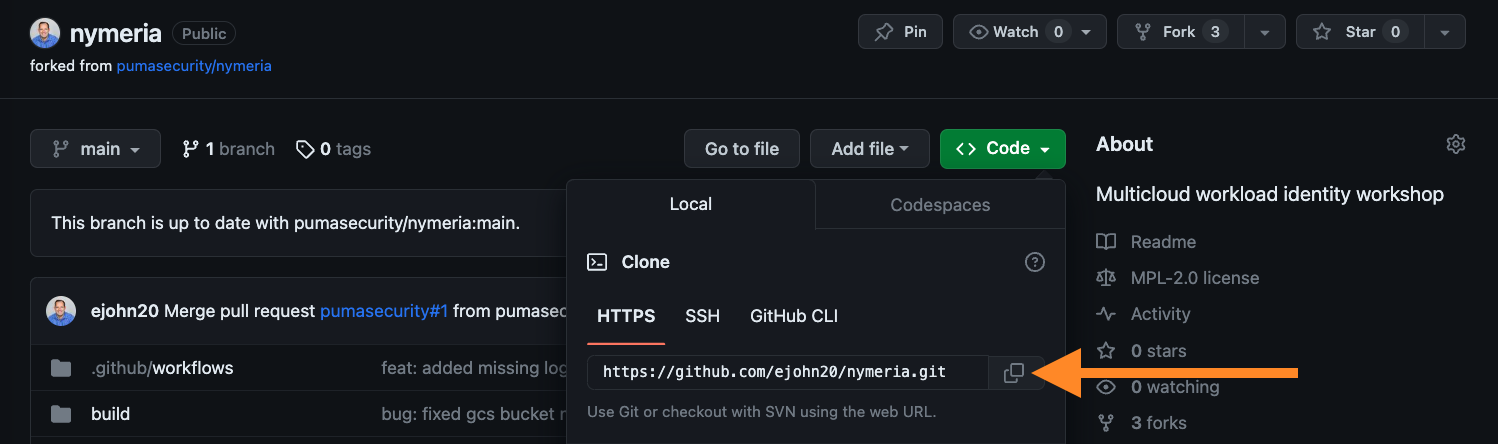 nymeria Public
Pin
Watch 0
Fork 3
Star 0
forked from pumasecurity/nymeria
main
1 branch
0 tags
Go to file
Add file
Code
This branch is up to date with pumasecurity/nymeria:main.
ejohn20 Merge pull request pumasecurity#1 from
.github/workflows
feat: added missing
build
bug: fixed gcs bucket
Local
Codespaces
Clone
HTTPS
SSH
GitHub CLI
https://github.com/ejohn20/nymeria.git
Use Git or checkout with SVN using the web URL.
About
Multicloud workload identity workshop
Readme
MPL-2.0 license
Activity
0 stars
0 watching
3 forks